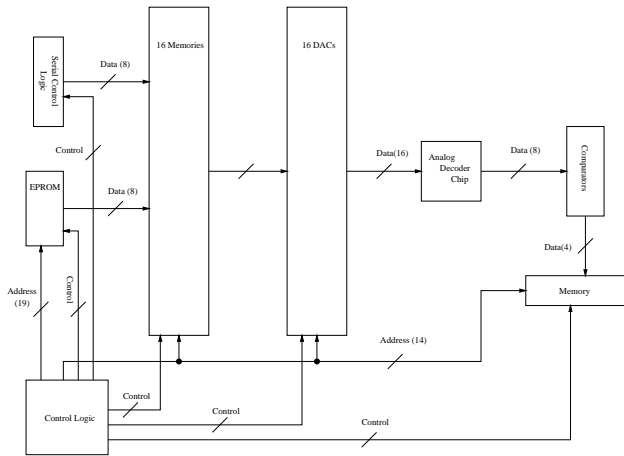 Serial Control
Logic
Data (8)
16 Memories
16 DACs
Control
Data(16)
Analog
Decoder
Chip
Data (8)
Comparators
EPROM
Data (8)
Data(4)
Address
(19)
Control
Memory
Address (14)
Control Logic
Control
Control
Control